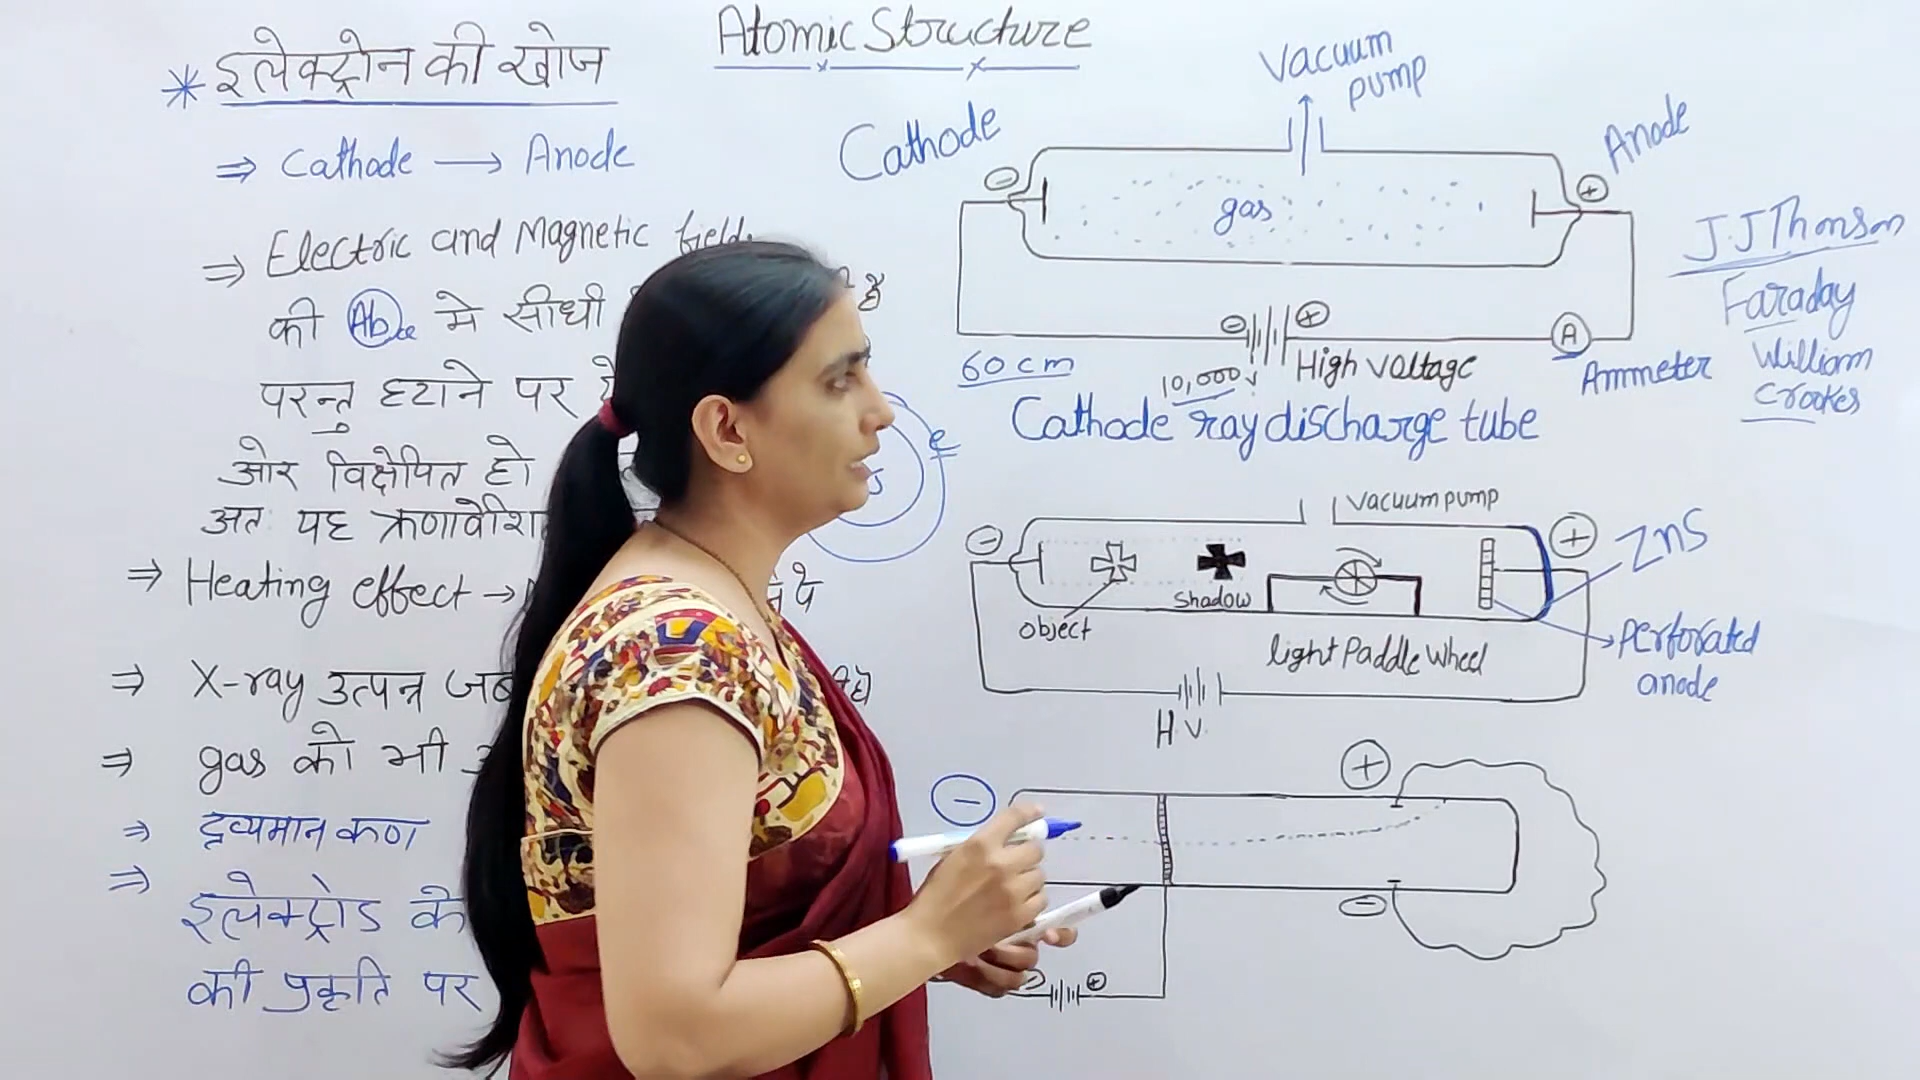 Atomic Structure
* इलेक्ट्रोन की खोज
⇒ Cathode → Anode
⇒ Electric and Magnetic field
की Abce मे सीधी
है
परन्तु हटाने पर
ओर विक्षेपित हो
अतः यह ऋणावेशि
⇒ Heating effect →
⇒ X-ray उत्पन्न जब
⇒ gas को भी
⇒ द्रव्यमान कण
⇒ इलेक्ट्रोड के
की प्रकृति पर
e
Vacuum
pump
Cathode
Anode
⊖
⊕
gas
⊖ ⊕
A
60 cm
10,000 v
High voltage
Ammeter
Cathode ray discharge tube
J J Thomson
Faraday
William
Crookes
Vacuum pump
⊖
⊕
ZnS
Shadow
object
light Paddle Wheel
Perforated
anode
H.V.
⊕
⊖
⊖
⊕